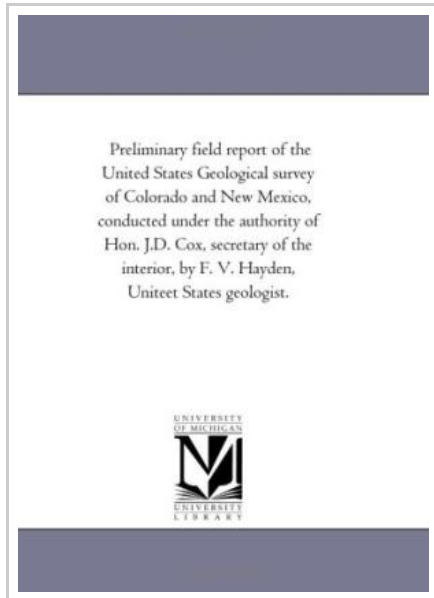 Preliminary field report of the
United States Geological survey
of Colorado and New Mexico,
conducted under the authority of
Hon. J.D. Cox, secretary of the
interior, by F. V. Hayden,
Uniteet States geologist.
UNIVERSITY
OF MICHIGAN
UNIVERSITY
LIBRARY